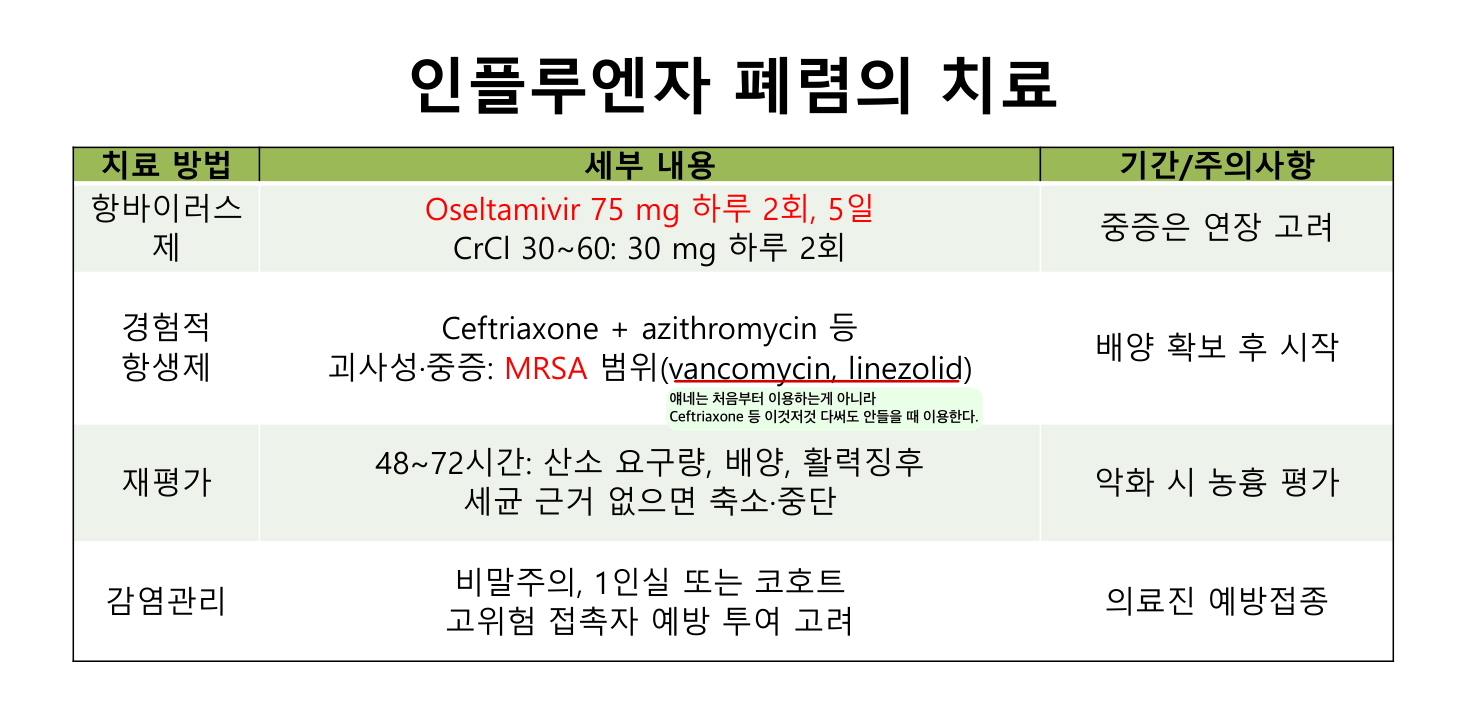 인플루엔자 폐렴의 치료
치료 방법
세부 내용
기간/주의사항
항바이러스
제
Oseltamivir 75 mg 하루 2회, 5일
CrCl 30~60: 30 mg 하루 2회
중증은 연장 고려
경험적
항생제
Ceftriaxone + azithromycin 등
괴사성·중증: MRSA 범위(vancomycin, linezolid)
얘네는 처음부터 이용하는게 아니라
Ceftriaxone 등 이것저것 다써도 안들을 때 이용한다.
배양 확보 후 시작
재평가
48~72시간: 산소 요구량, 배양, 활력징후
세균 근거 없으면 축소·중단
악화 시 농흉 평가
감염관리
비말주의, 1인실 또는 코호트
고위험 접촉자 예방 투여 고려
의료진 예방접종